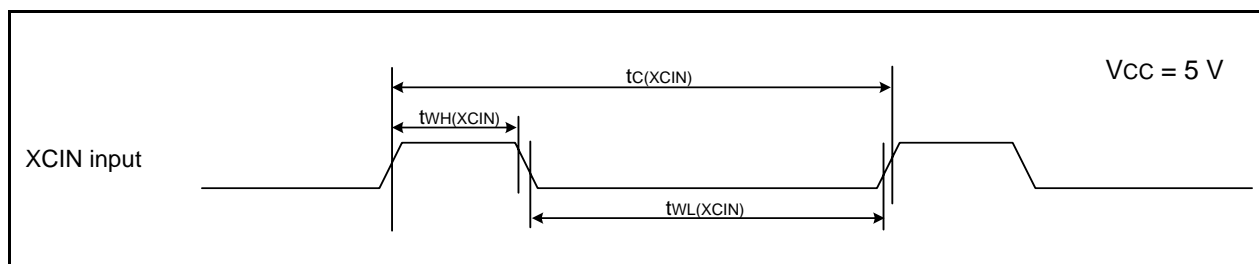 VCC = 5 V
tC(XCIN)
tWH(XCIN)
XCIN input
tWL(XCIN)